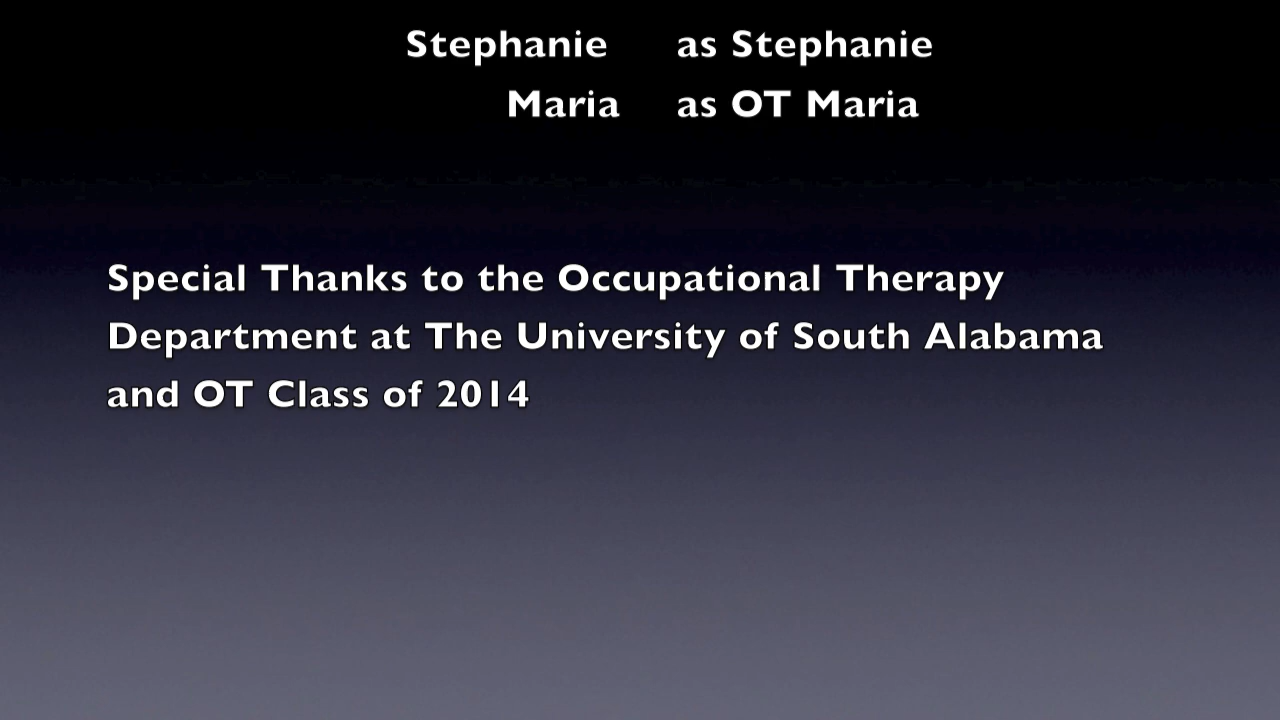 Stephanie as Stephanie
Maria as OT Maria
Special Thanks to the Occupational Therapy
Department at The University of South Alabama
and OT Class of 2014